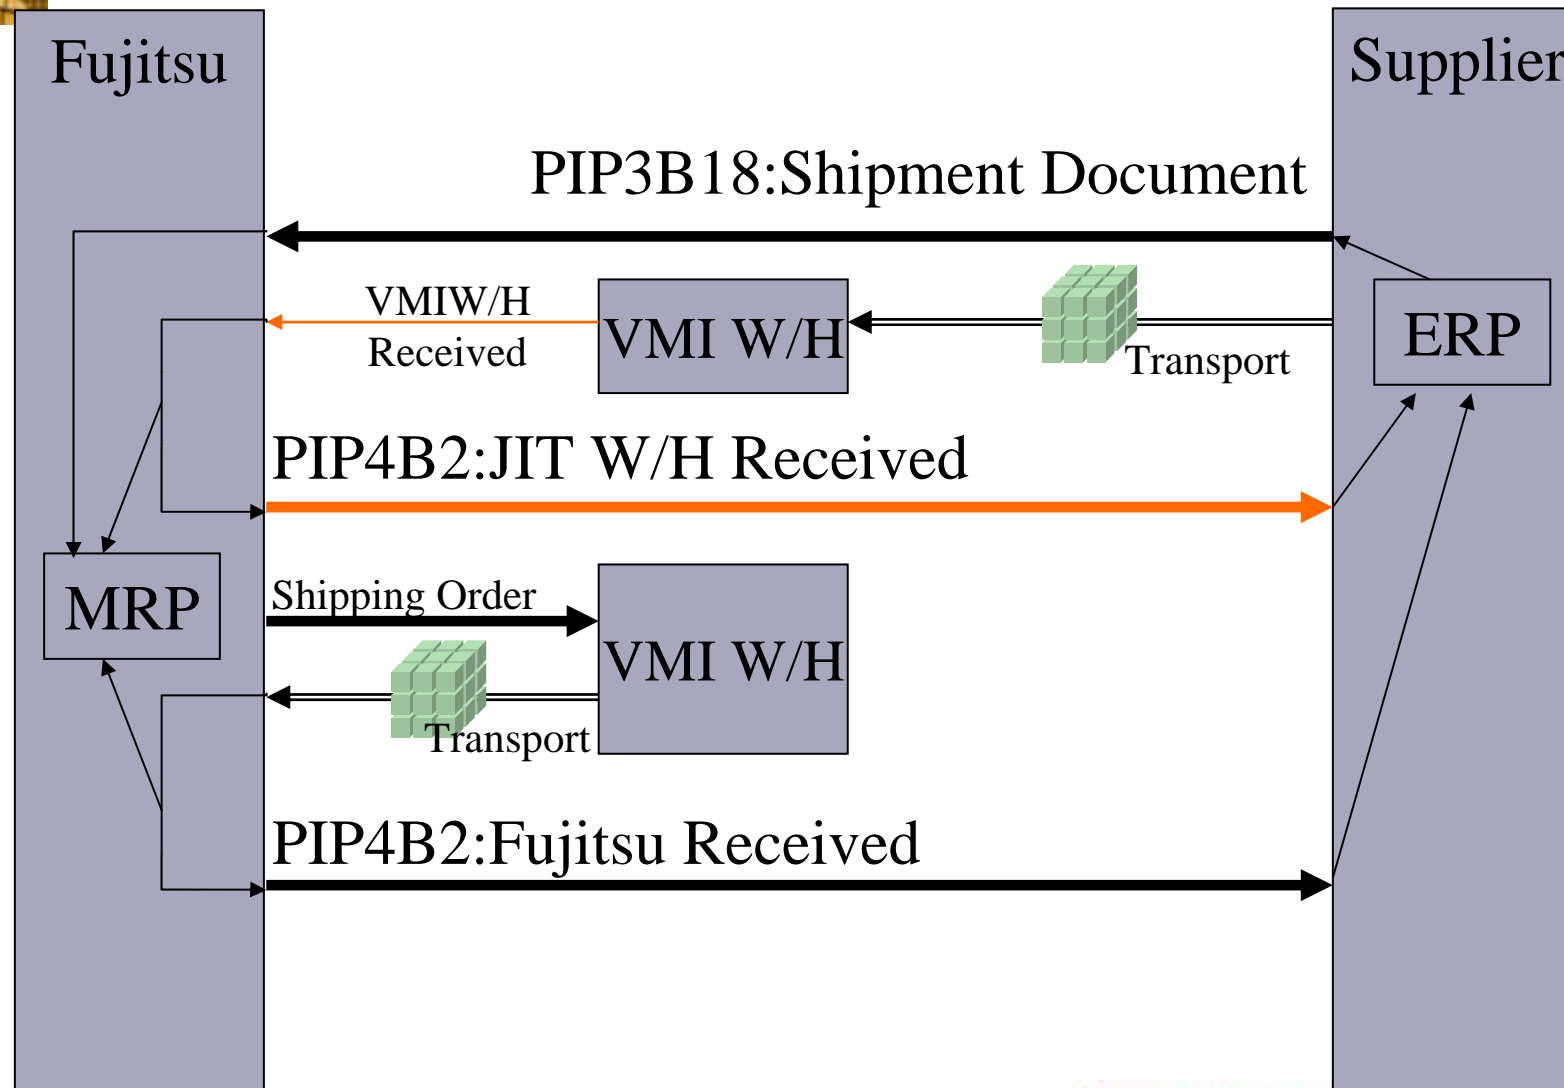 Fujitsu
Supplier
PIP3B18:Shipment Document
VMIW/H
Received
VMI W/H
Transport
ERP
PIP4B2:JIT W/H Received
MRP
Shipping Order
VMI W/H
Transport
PIP4B2:Fujitsu Received